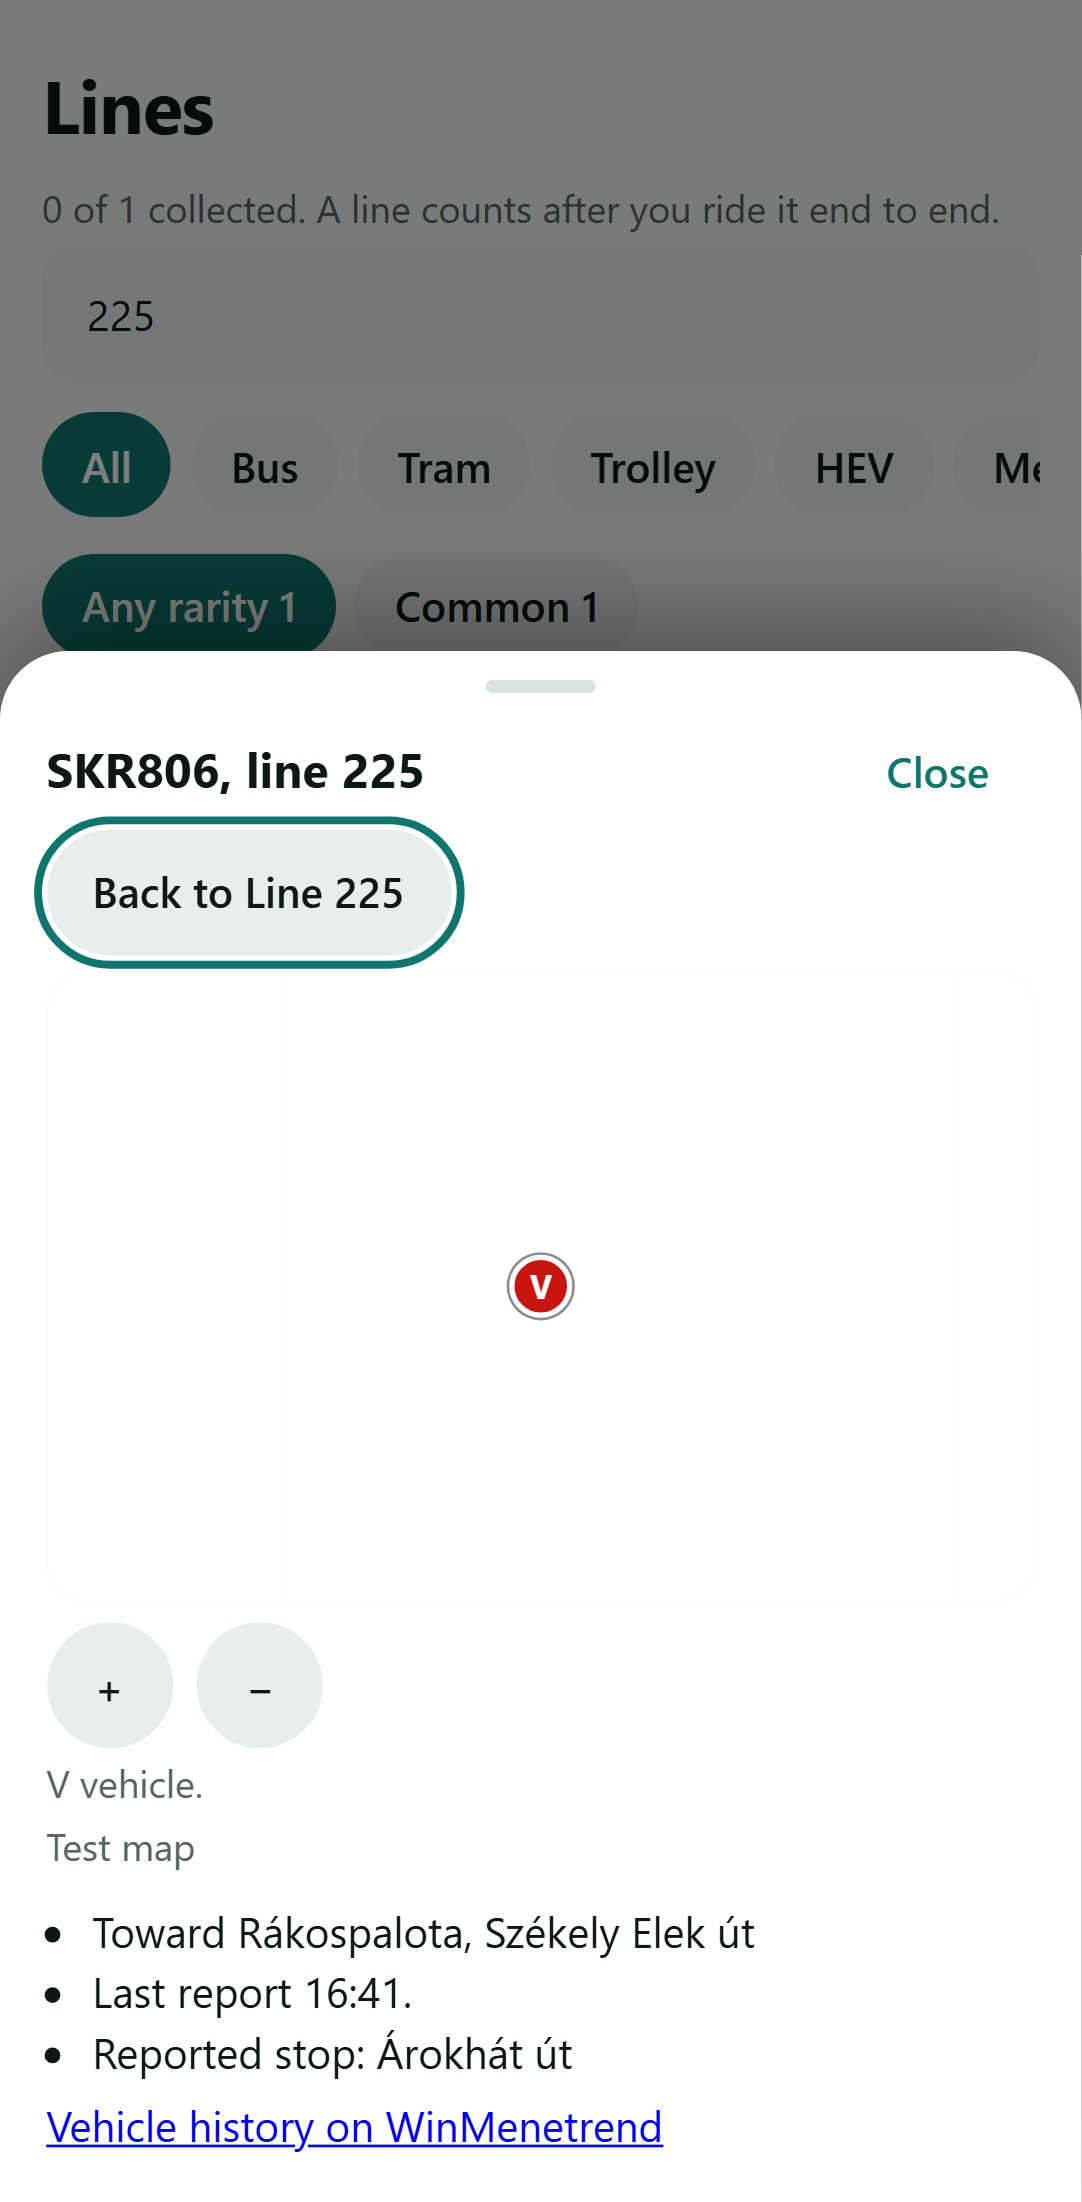 Lines
0 of 1 collected. A line counts after you ride it end to end.
225
All Bus Tram Trolley HEV
Any rarity 1 Common 1
SKR806, line 225 Close
Back to Line 225
V
+ −
V vehicle.
Test map
• Toward Rákospalota, Székely Elek út
• Last report 16:41.
• Reported stop: Árokhát út
Vehicle history on WinMenetrend